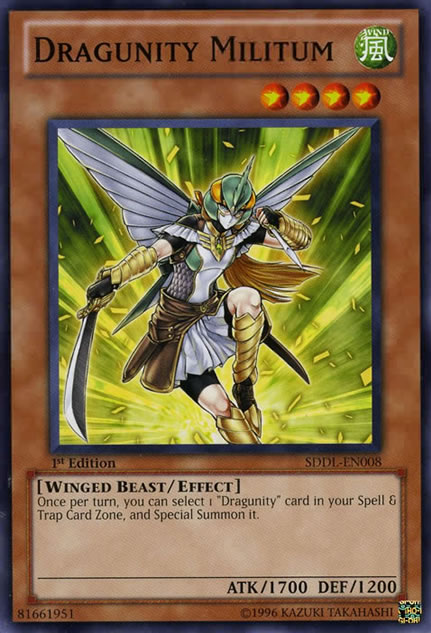 DRAGUNITY MILITUM
WIND
風
1st Edition
SDDL-EN008
[WINGED BEAST/EFFECT]
Once per turn, you can select 1 "Dragunity" card in your Spell &
Trap Card Zone, and Special Summon it.
ATK/1700 DEF/1200
81661951
©1996 KAZUKI TAKAHASHI